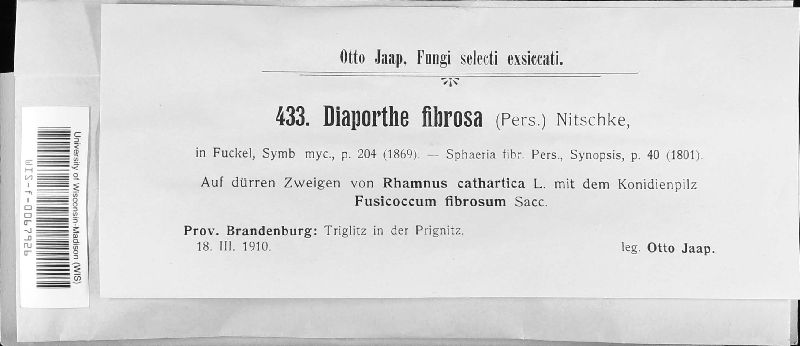 Otto Jaap, Fungi selecti exsiccati.
433. Diaporthe fibrosa (Pers.) Nitschke,
in Fuckel, Symb myc., p. 204 (1869). — Sphaeria fibr. Pers., Synopsis, p. 40 (1801).
Auf dürren Zweigen von Rhamnus cathartica L. mit dem Konidienpilz
Fusicoccum fibrosum Sacc.
Prov. Brandenburg: Triglitz in der Prignitz.
18. III. 1910.
leg. Otto Jaap.
University of Wisconsin-Madison (WIS)
WIS-F-0067926